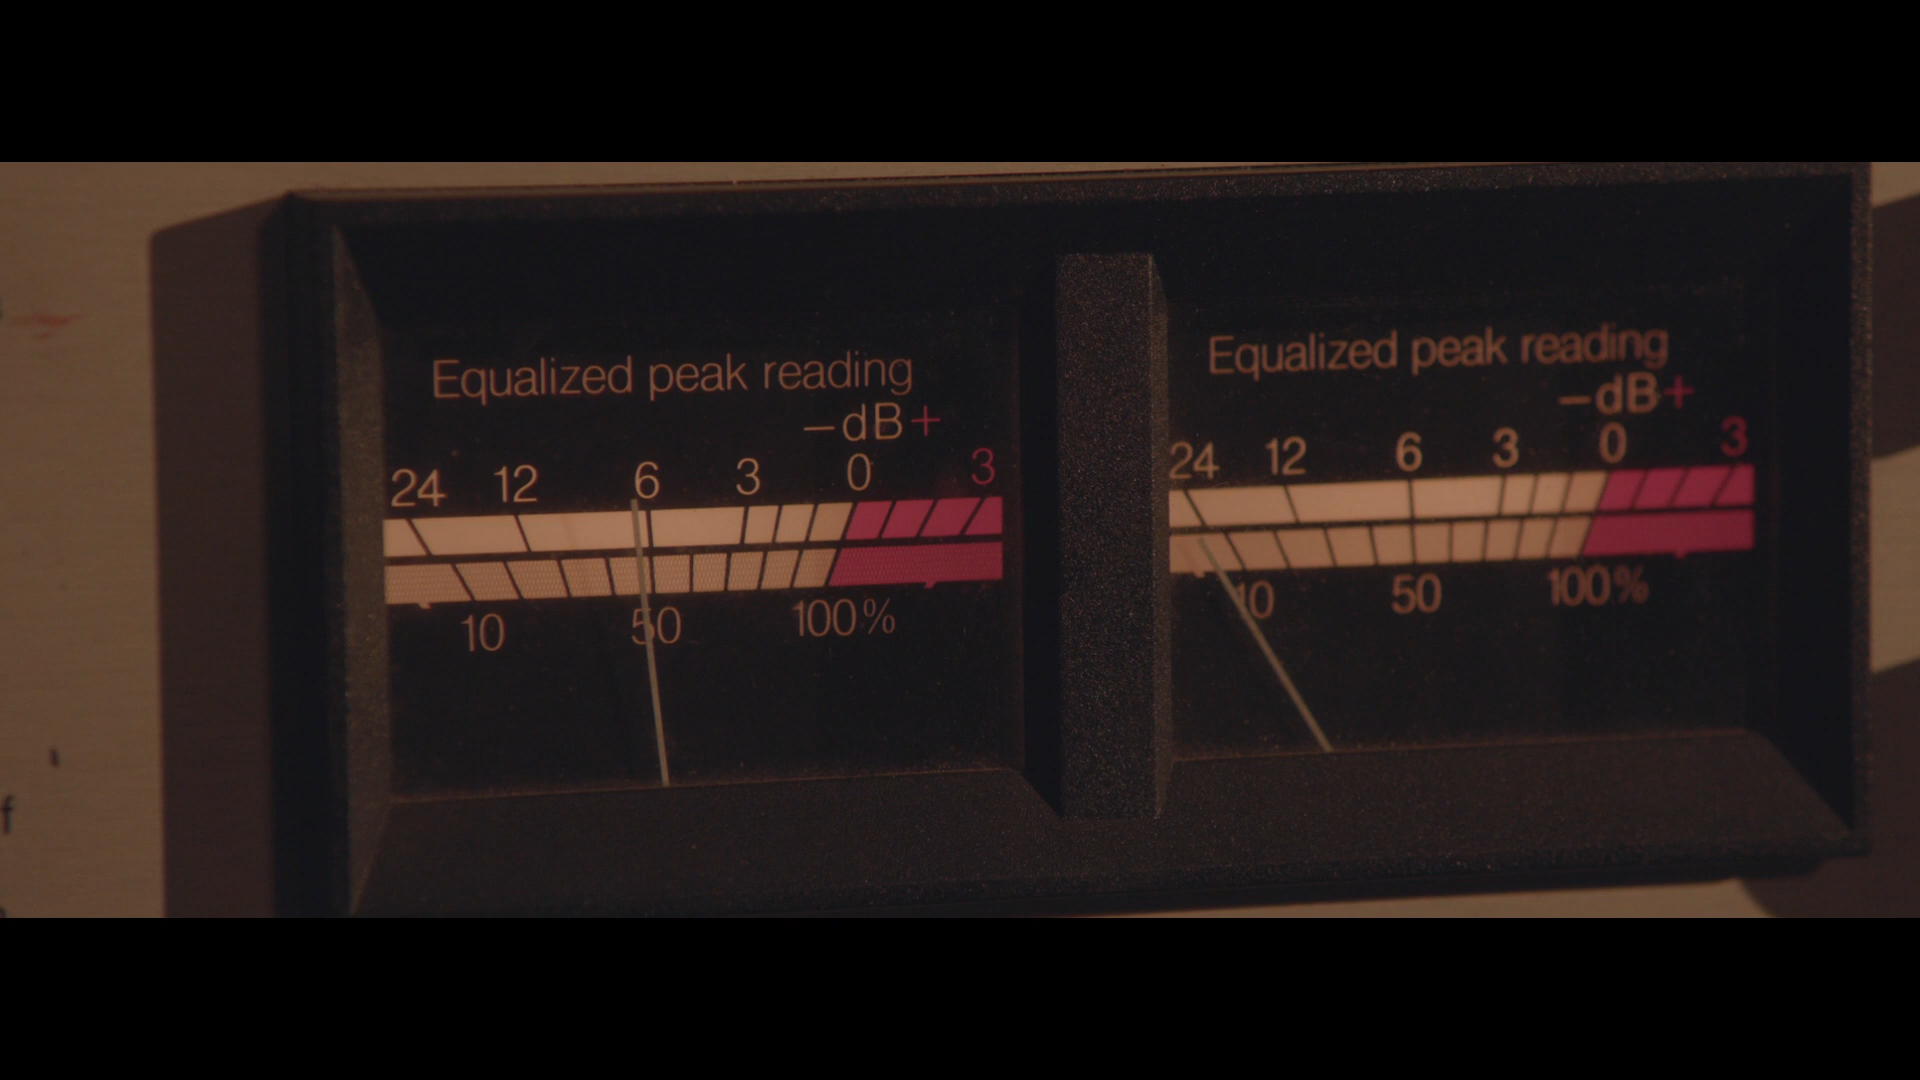 Equalized peak reading
–dB+
24 12 6 3 0 3
10 50 100%
Equalized peak reading
–dB+
24 12 6 3 0 3
10 50 100%
f